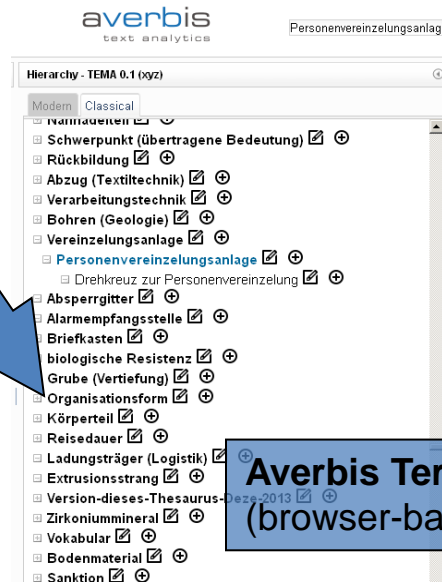 averbis
text analytics
Personenvereinzelungsanlag
Hierarchy - TEMA 0.1 (xyz)
Modern Classical
Schwerpunkt (übertragene Bedeutung)
Rückbildung
Abzug (Textiltechnik)
Verarbeitungstechnik
Bohren (Geologie)
Vereinzelungsanlage
Personenvereinzelungsanlage
Drehkreuz zur Personenvereinzelung
Absperrgitter
Alarmempfangsstelle
Briefkasten
biologische Resistenz
Grube (Vertiefung)
Organisationsform
Körperteil
Reisedauer
Ladungsträger (Logistik)
Extrusionsstrang
Version-dieses-Thesaurus-Deze-2013
Zirkoniummineral
Vokabular
Bodenmaterial
Sanktion
Averbis Ter
(browser-ba